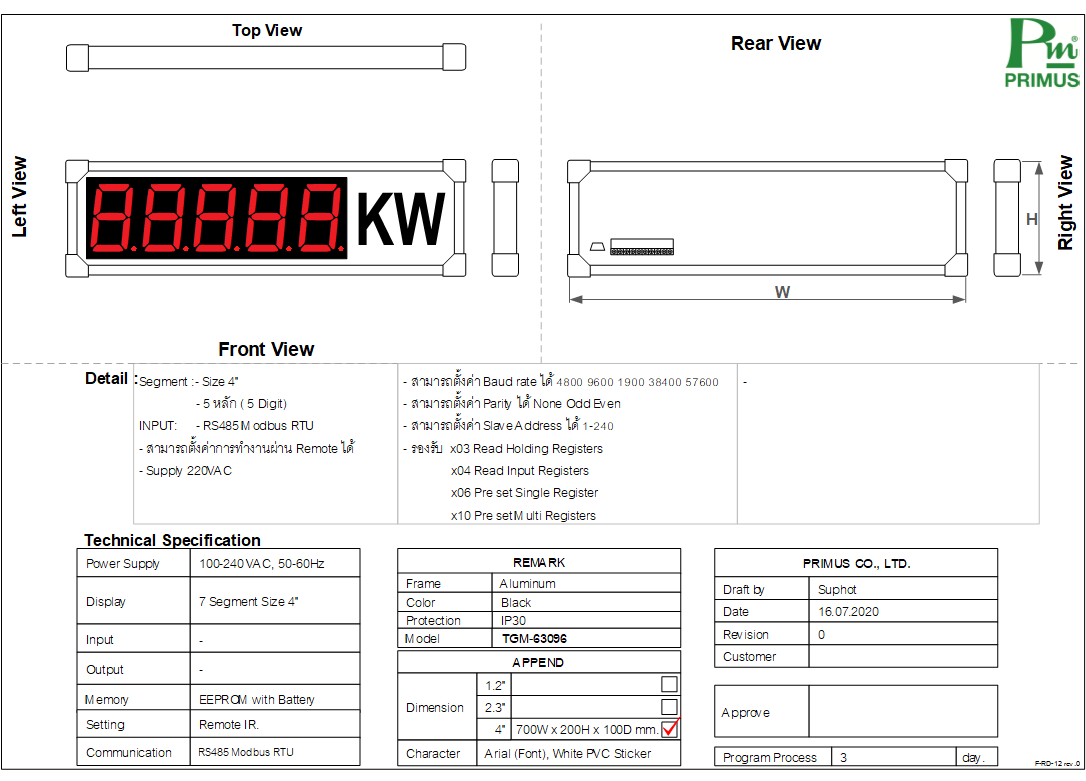 Top View
Rear View
Pm®
PRIMUS
Left View
8.8.8.8.8. KW
H
Right View
W
Front View
Detail :
Segment :- Size 4"
- 5 หลัก ( 5 Digit)
INPUT: - RS485 Modbus RTU
- สามารถตั้งค่าการทำงานผ่าน Remote ได้
- Supply 220VAC
- สามารถตั้งค่า Baud rate ได้ 4800 9600 1900 38400 57600
- สามารถตั้งค่า Parity ได้ None Odd Even
- สามารถตั้งค่า Slave Address ได้ 1-240
- รองรับ x03 Read Holding Registers
x04 Read Input Registers
x06 Pre set Single Register
x10 Pre set Multi Registers
-
Technical Specification
Power Supply 100-240VAC, 50-60Hz
Display 7 Segment Size 4"
Input -
Output -
Memory EEPROM with Battery
Setting Remote IR.
Communication RS485 Modbus RTU
REMARK
Frame Aluminum
Color Black
Protection IP30
Model TGM-63096
APPEND
Dimension
1.2"
2.3"
4" 700W x 200H x 100D mm.
Character Arial (Font), White PVC Sticker
PRIMUS CO., LTD.
Draft by Suphot
Date 16.07.2020
Revision 0
Customer
Approve
Program Process 3 day.
F-RD-12 rev.0